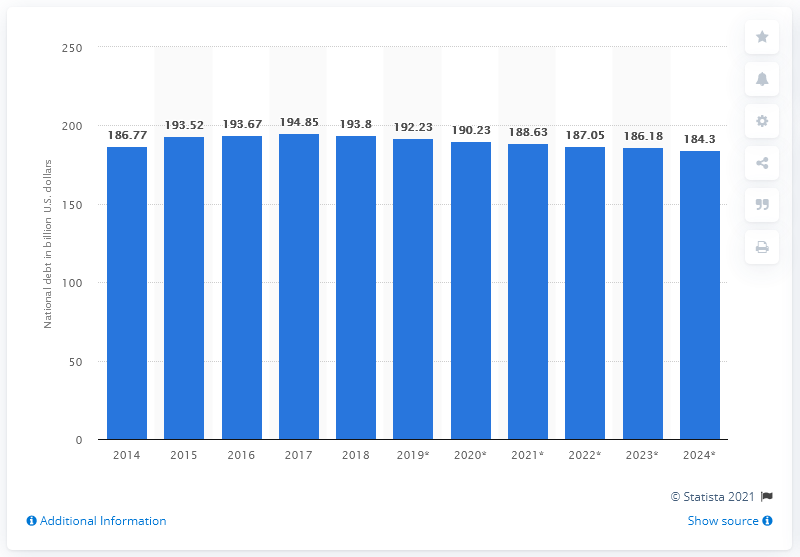 250
200
150
100
50
0
National debt in billion U.S. dollars
186.77 193.52 193.67 194.85 193.8 192.23 190.23 188.63 187.05 186.18 184.3
2014 2015 2016 2017 2018 2019* 2020* 2021* 2022* 2023* 2024*
© Statista 2021
Additional Information Show source